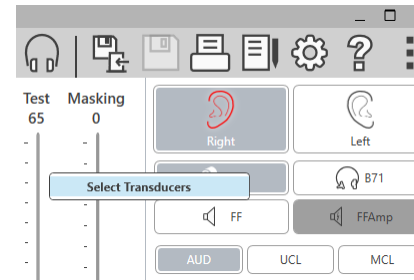 Test Masking
65 0
Right Left
Select Transducers
B71
FF FFAmp
AUD UCL MCL